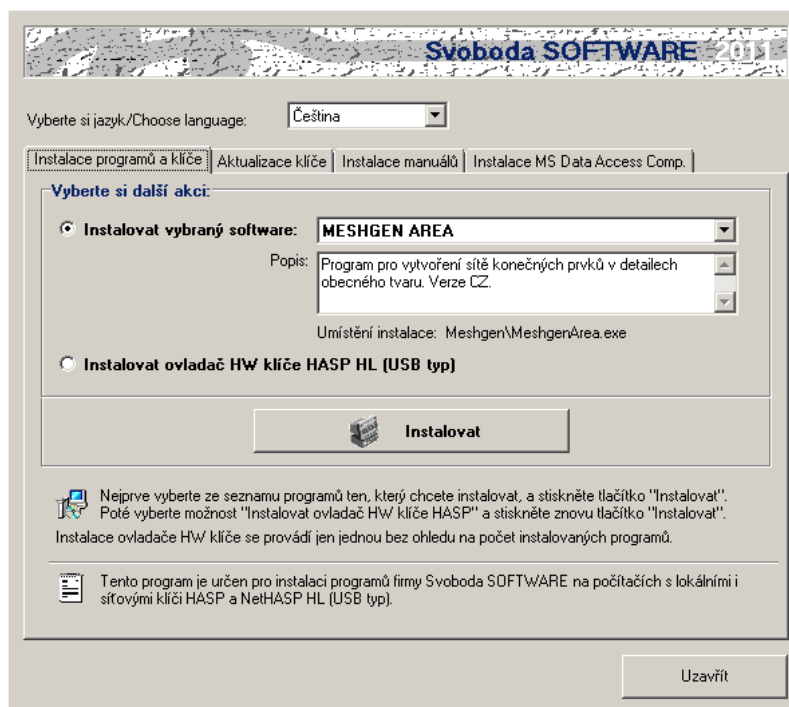 Svoboda SOFTWARE 2011
Vyberte si jazyk/Choose language: Čeština
Instalace programů a klíče Aktualizace klíče Instalace manuálů Instalace MS Data Access Comp.
Vyberte si další akci:
Instalovat vybraný software: MESHGEN AREA
Popis: Program pro vytvoření sítě konečných prvků v detailech
obecného tvaru. Verze CZ.
Umístění instalace: Meshgen\MeshgenArea.exe
Instalovat ovladač HW klíče HASP HL (USB typ)
Instalovat
Nejprve vyberte ze seznamu programů ten, který chcete instalovat, a stiskněte tlačítko "Instalovat".
Poté vyberte možnost "Instalovat ovladač HW klíče HASP" a stiskněte znovu tlačítko "Instalovat".
Instalace ovladače HW klíče se provádí jen jednou bez ohledu na počet instalovaných programů.
Tento program je určen pro instalaci programů firmy Svoboda SOFTWARE na počítačích s lokálními i
síťovými klíči HASP a NetHASP HL (USB typ).
Uzavřít